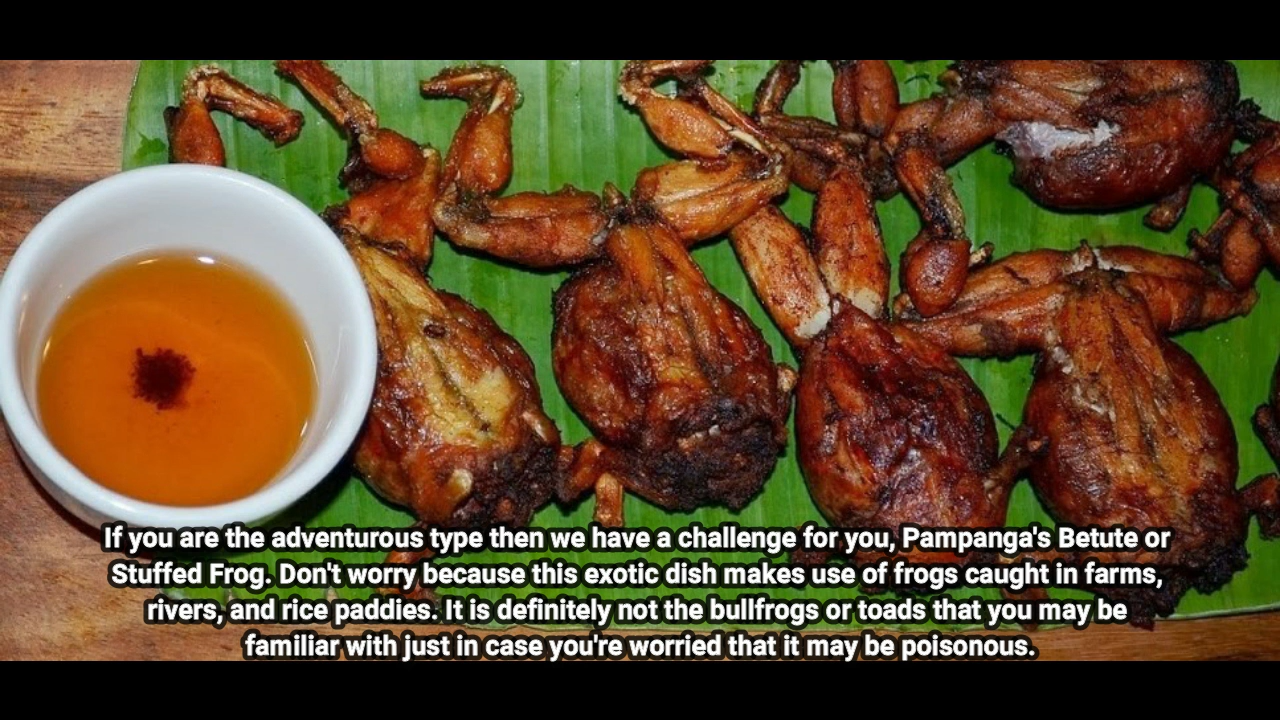 If you are the adventurous type then we have a challenge for you, Pampanga's Betute or
Stuffed Frog. Don't worry because this exotic dish makes use of frogs caught in farms,
rivers, and rice paddies. It is definitely not the bullfrogs or toads that you may be
familiar with just in case you're worried that it may be poisonous.